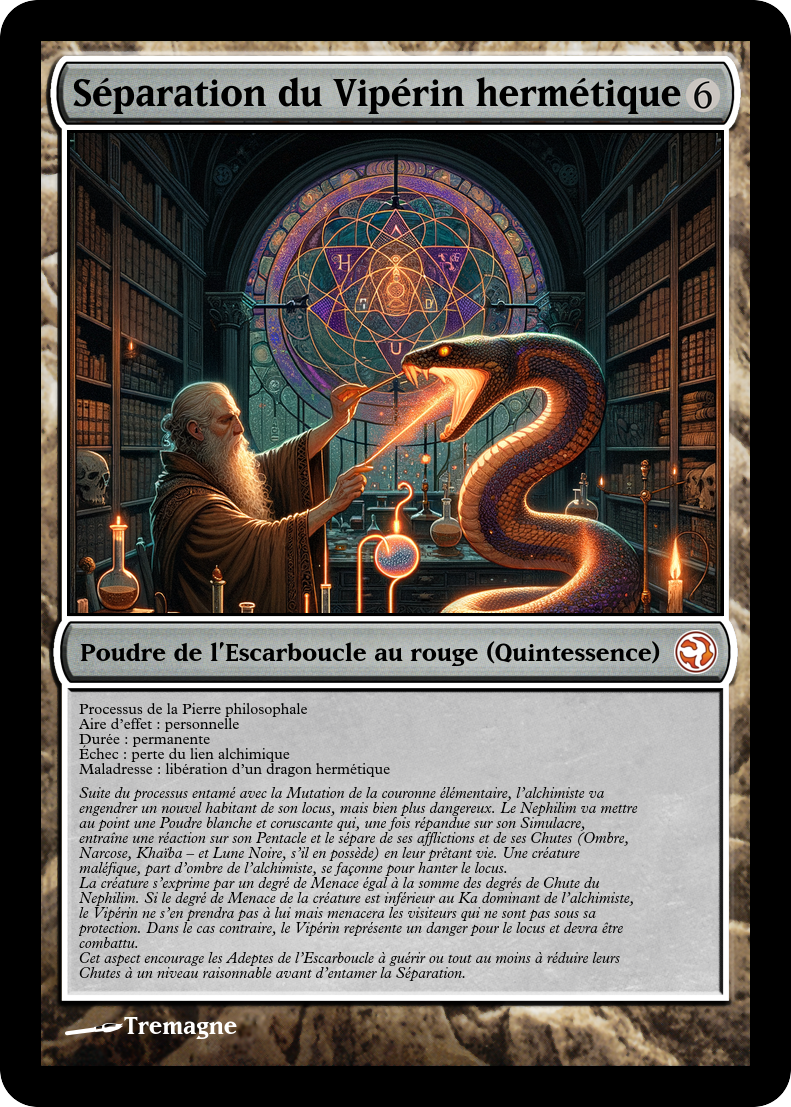 Séparation du Vipérin hermétique 6
H
T D
U
Poudre de l'Escarboucle au rouge (Quintessence)
Processus de la Pierre philosophale
Aire d'effet : personnelle
Durée : permanente
Échec : perte du lien alchimique
Maladresse : libération d'un dragon hermétique
Suite du processus entamé avec la Mutation de la couronne élémentaire, l'alchimiste va
engendrer un nouvel habitant de son locus, mais bien plus dangereux. Le Nephilim va mettre
au point une Poudre blanche et coruscante qui, une fois répandue sur son Simulacre,
entraîne une réaction sur son Pentacle et le sépare de ses afflictions et de ses Chutes (Ombre,
Narcose, Khaïba – et Lune Noire, s'il en possède) en leur prêtant vie. Une créature
maléfique, part d'ombre de l'alchimiste, se façonne pour hanter le locus.
La créature s'exprime par un degré de Menace égal à la somme des degrés de Chute du
Nephilim. Si le degré de Menace de la créature est inférieur au Ka dominant de l'alchimiste,
le Vipérin ne s'en prendra pas à lui mais menacera les visiteurs qui ne sont pas sous sa
protection. Dans le cas contraire, le Vipérin représente un danger pour le locus et devra être
combattu.
Cet aspect encourage les Adeptes de l'Escarboucle à guérir ou tout au moins à réduire leurs
Chutes à un niveau raisonnable avant d'entamer la Séparation.
Tremagne